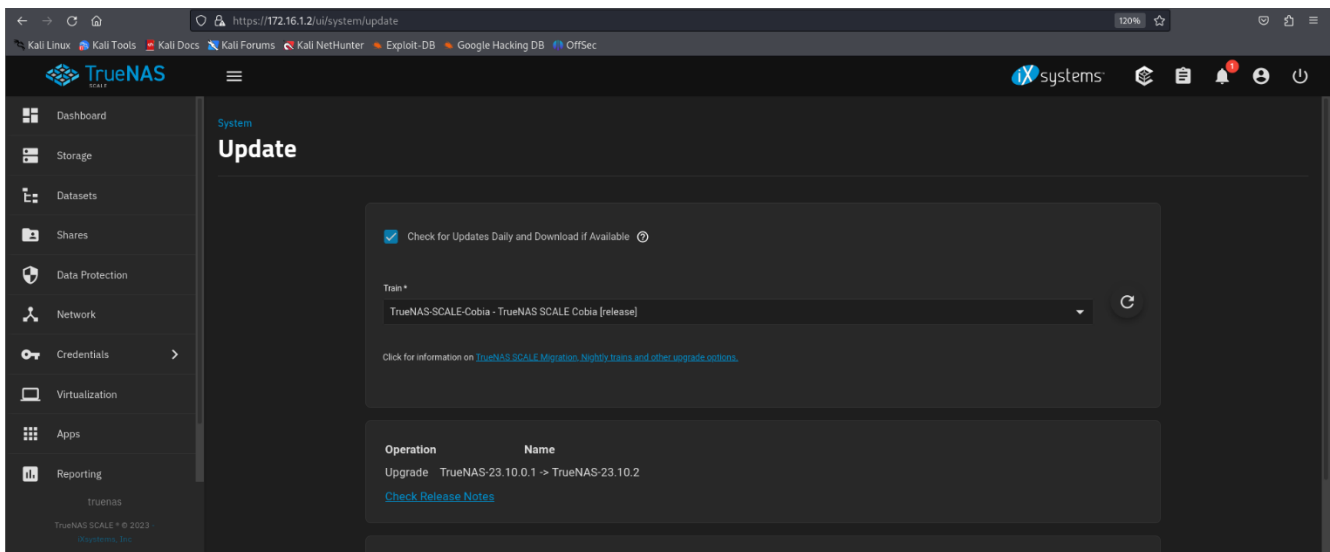 https://172.16.1.2/ui/system/update
120%
Kali Linux Kali Tools Kali Docs Kali Forums Kali NetHunter Exploit-DB Google Hacking DB OffSec
TrueNAS
SCALE
iX systems
1
Dashboard
System
Update
Storage
Datasets
Shares
Check for Updates Daily and Download if Available
Data Protection
Train *
Network
TrueNAS-SCALE-Cobia - TrueNAS SCALE Cobia [release]
Credentials
Click for information on TrueNAS SCALE Migration, Nightly trains and other upgrade options.
Virtualization
Apps
Operation Name
Reporting
Upgrade TrueNAS-23.10.0.1 -> TrueNAS-23.10.2
Check Release Notes
truenas
TrueNAS SCALE ® © 2023 -
iXsystems, Inc